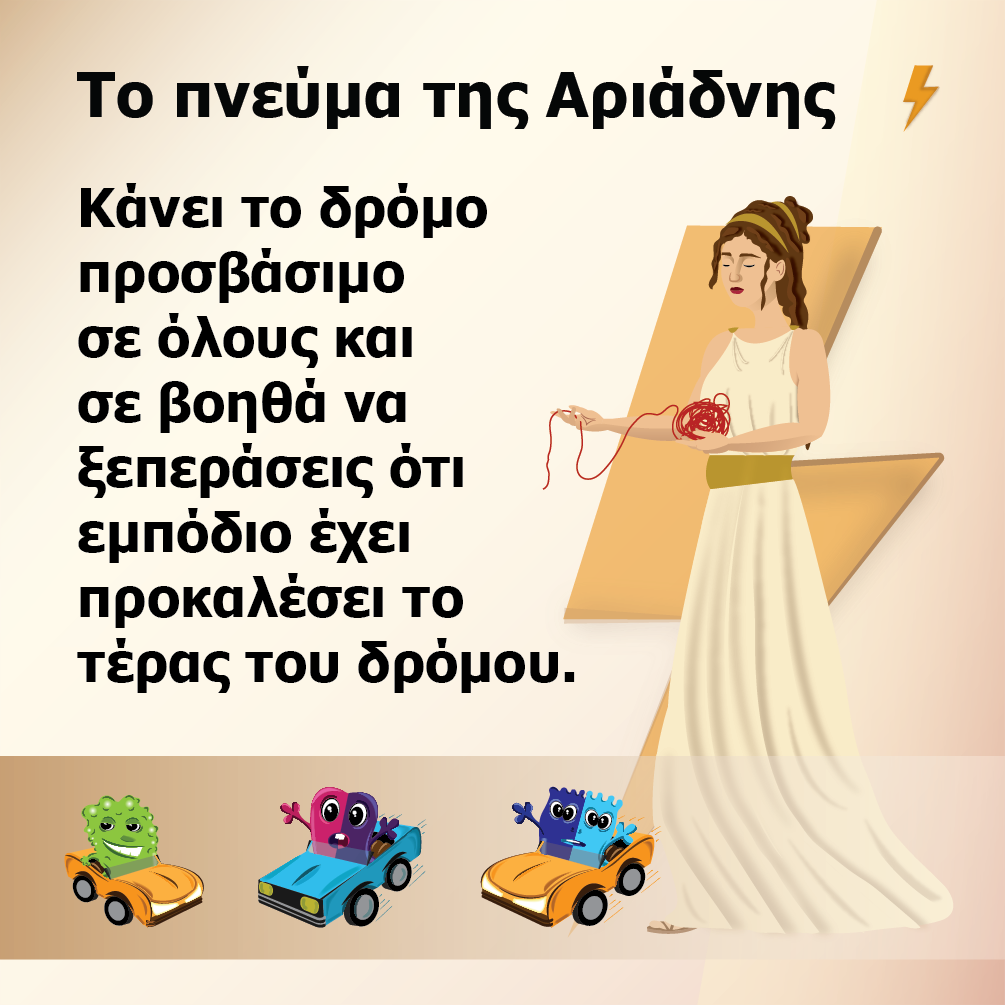 Το πνεύμα της Αριάδνης
Κάνει το δρόμο
προσβάσιμο
σε όλους και
σε βοηθά να
ξεπεράσεις ότι
εμπόδιο έχει
προκαλέσει το
τέρας του δρόμου.